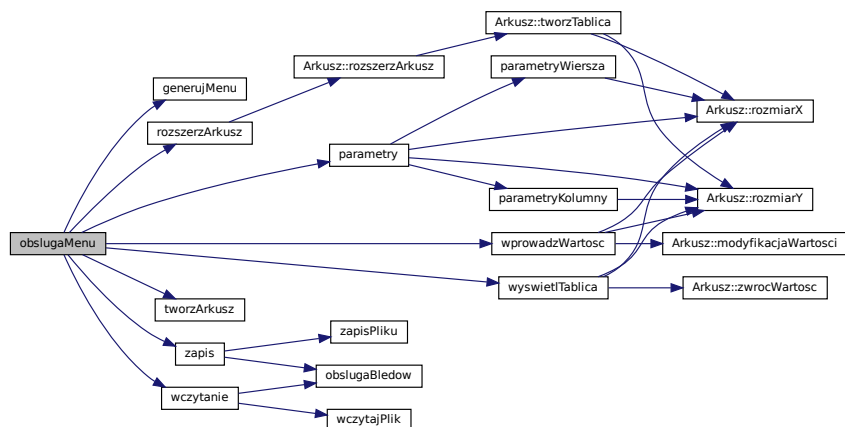 Arkusz::tworzTablica
Arkusz::rozszerzArkusz
parametryWiersza
generujMenu
Arkusz::rozmiarX
rozszerzArkusz
parametry
parametryKolumny
Arkusz::rozmiarY
obslugaMenu
wprowadzWartosc
Arkusz::modyfikacjaWartosci
wyswietlTablica
Arkusz::zwrocWartosc
tworzArkusz
zapisPliku
zapis
obslugaBledow
wczytanie
wczytajPlik